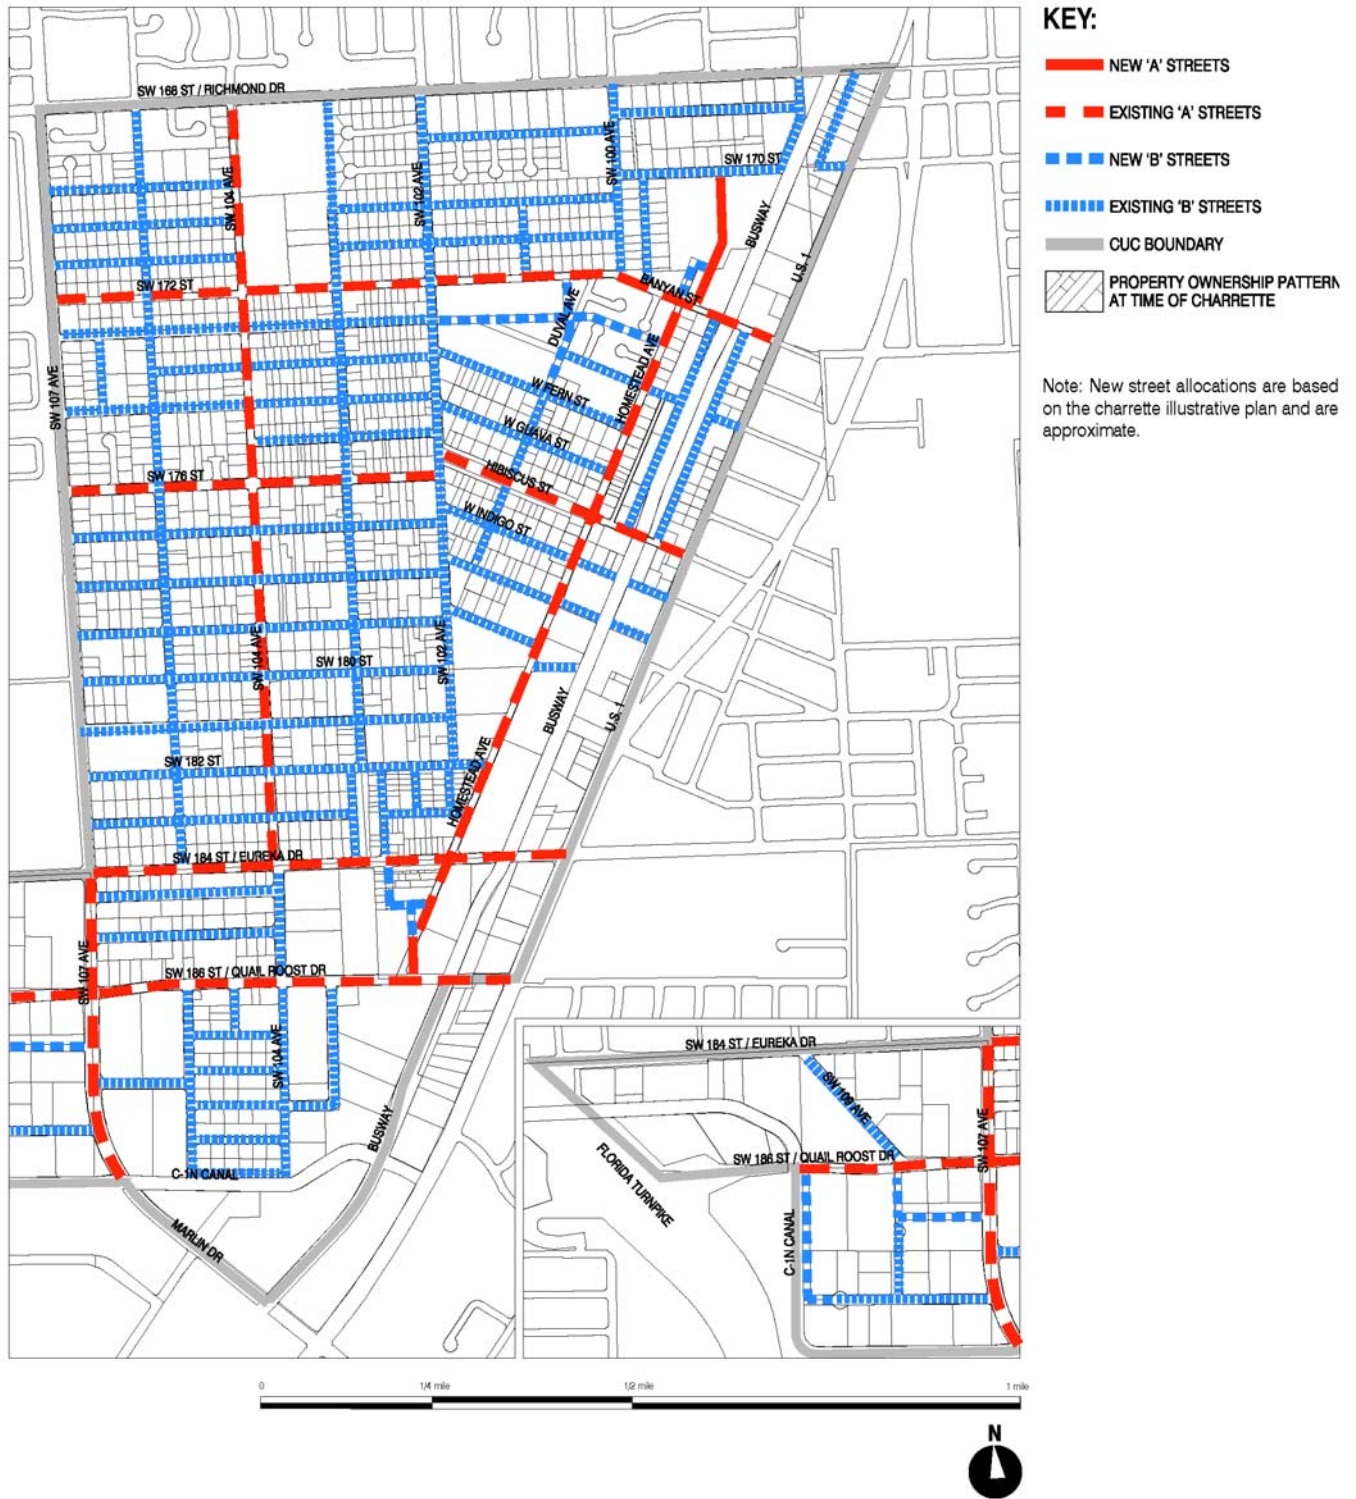 KEY:
NEW 'A' STREETS
EXISTING 'A' STREETS
NEW 'B' STREETS
EXISTING 'B' STREETS
CUC BOUNDARY
PROPERTY OWNERSHIP PATTERN
AT TIME OF CHARRETTE
Note: New street allocations are based
on the charrette illustrative plan and are
approximate.
SW 168 ST / RICHMOND DR
SW 104 AVE
SW 102 AVE
SW 100 AVE
SW 170 ST
BUSWAY
U.S. 1
SW 172 ST
BANYAN ST
DUVAL AVE
HOMESTEAD AVE
SW 107 AVE
W FERN ST
W GUAVA ST
HIBISCUS ST
W INDIGO ST
SW 176 ST
SW 104 AVE
SW 180 ST
SW 102 AVE
BUSWAY
U.S. 1
SW 182 ST
HOMESTEAD AVE
SW 184 ST / EUREKA DR
SW 107 AVE
SW 186 ST / QUAIL ROOST DR
SW 104 AVE
BUSWAY
C-1N CANAL
MARLIN DR
SW 184 ST / EUREKA DR
SW 109 AVE
SW 107 AVE
SW 186 ST / QUAIL ROOST DR
FLORIDA TURNPIKE
C-1N CANAL
0
1/4 mile
1/2 mile
1 mile
N